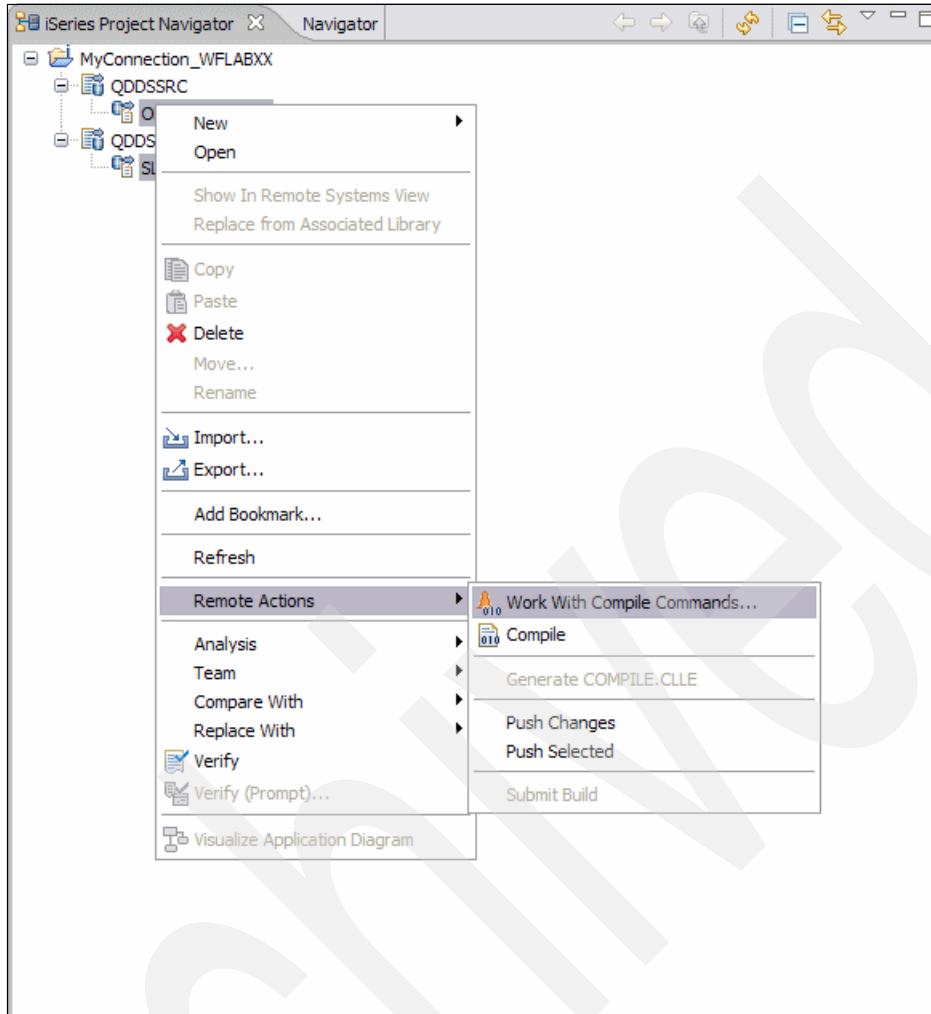 iSeries Project Navigator Navigator
MyConnection_WFLABXX
QDDSSRC
O
QDDS
SL
New
Open
Show In Remote Systems View
Replace from Associated Library
Copy
Paste
Delete
Move...
Rename
Import...
Export...
Add Bookmark...
Refresh
Remote Actions
Analysis
Team
Compare With
Replace With
Verify
Verify (Prompt)...
Visualize Application Diagram
Work With Compile Commands...
Compile
Generate COMPILE.CLLE
Push Changes
Push Selected
Submit Build